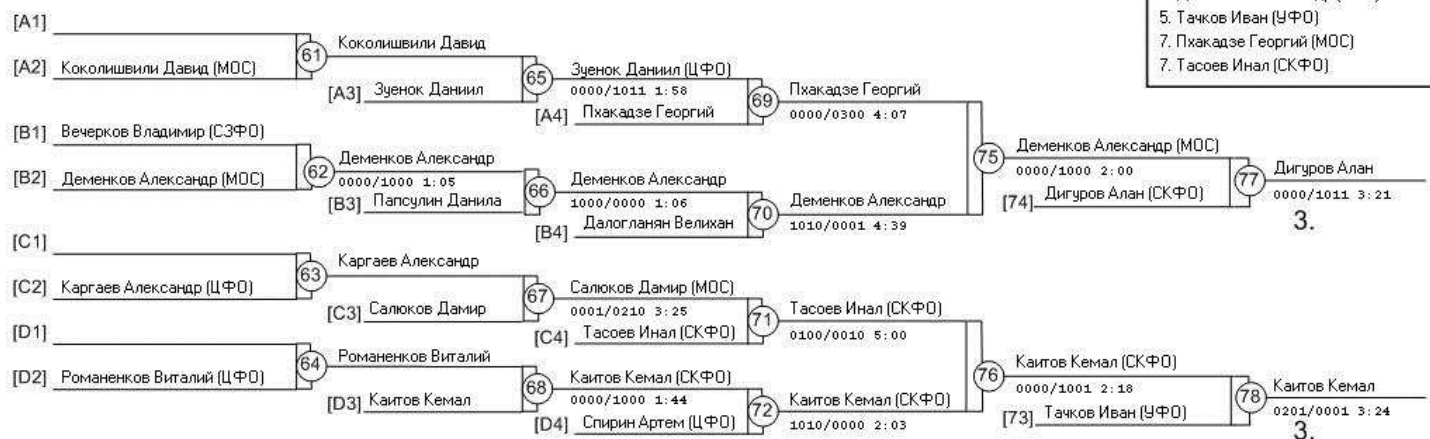 5. Тачков Иван (УФО)
7. Пхакадзе Георгий (МОС)
7. Тасоев Инал (СКФО)
[A1]
61
Коколишвили Давид
[A2] Коколишвили Давид (МОС)
65
Зуенок Даниил (ЦФО)
0000/1011 1:58
[A3] Зуенок Даниил
69
Пхакадзе Георгий
0000/0300 4:07
[A4] Пхакадзе Георгий
[B1] Вечерков Владимир (СЗФО)
75
Деменков Александр (МОС)
0000/1000 2:00
62
Деменков Александр
0000/1000 1:05
[B2] Деменков Александр (МОС)
66
Деменков Александр
1000/0000 1:06
77
Дигуров Алан
0000/1011 3:21
3.
[B3] Папсулин Данила
70
Деменков Александр
1010/0001 4:39
[74] Дигуров Алан (СКФО)
[B4] Далогланян Велихан
[C1]
63
Каргаев Александр
[C2] Каргаев Александр (ЦФО)
67
Салюков Дамир (МОС)
0001/0210 3:25
[C3] Салюков Дамир
71
Тасоев Инал (СКФО)
0100/0010 5:00
[C4] Тасоев Инал (СКФО)
[D1]
64
Романенков Виталий
76
Каитов Кемал (СКФО)
0000/1001 2:18
[D2] Романенков Виталий (ЦФО)
68
Каитов Кемал (СКФО)
0000/1000 1:44
78
Каитов Кемал
0201/0001 3:24
3.
[D3] Каитов Кемал
72
Каитов Кемал (СКФО)
1010/0000 2:03
[73] Тачков Иван (УФО)
[D4] Спирин Артем (ЦФО)